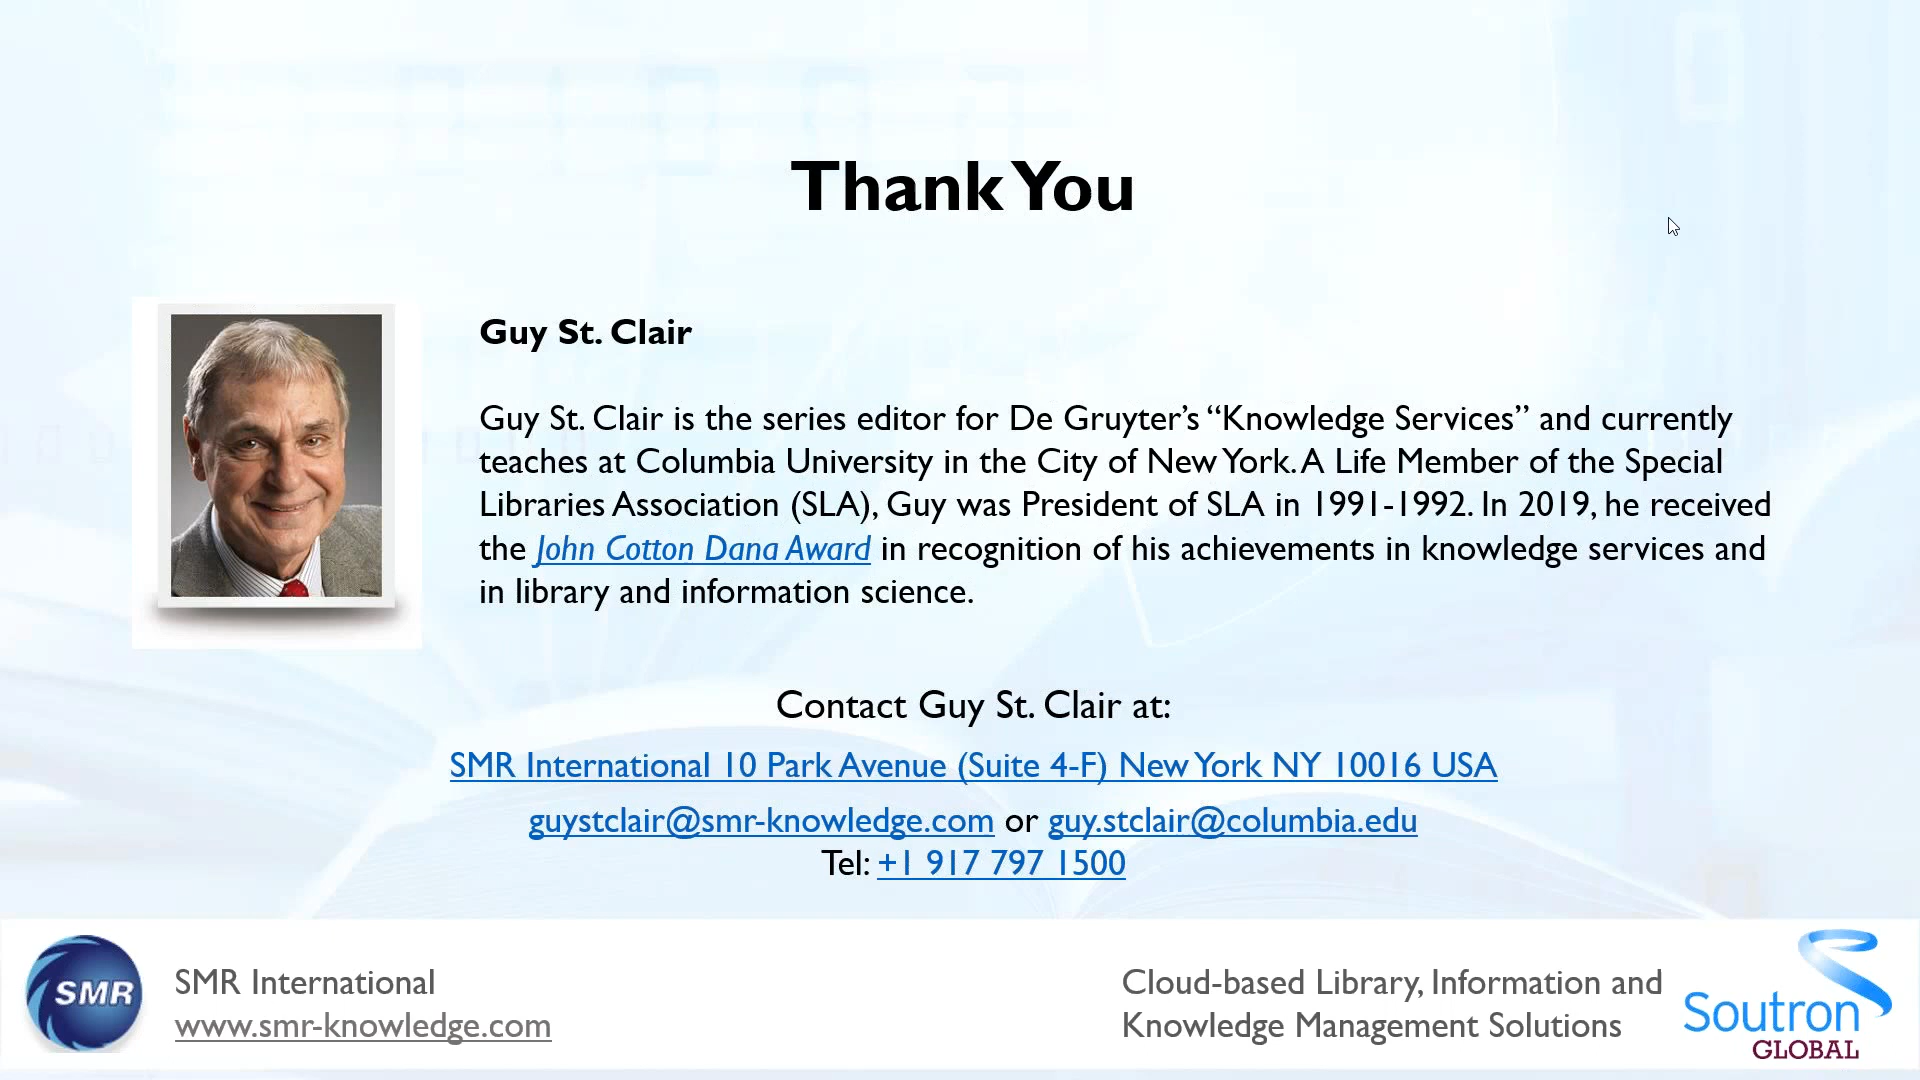 Thank You
Guy St. Clair
Guy St. Clair is the series editor for De Gruyter’s “Knowledge Services” and currently
teaches at Columbia University in the City of New York. A Life Member of the Special
Libraries Association (SLA), Guy was President of SLA in 1991-1992. In 2019, he received
the John Cotton Dana Award in recognition of his achievements in knowledge services and
in library and information science.
Contact Guy St. Clair at:
SMR International 10 Park Avenue (Suite 4-F) New York NY 10016 USA
guystclair@smr-knowledge.com or guy.stclair@columbia.edu
Tel: +1 917 797 1500
SMR
SMR International
www.smr-knowledge.com
Cloud-based Library, Information and
Knowledge Management Solutions
Soutron
GLOBAL